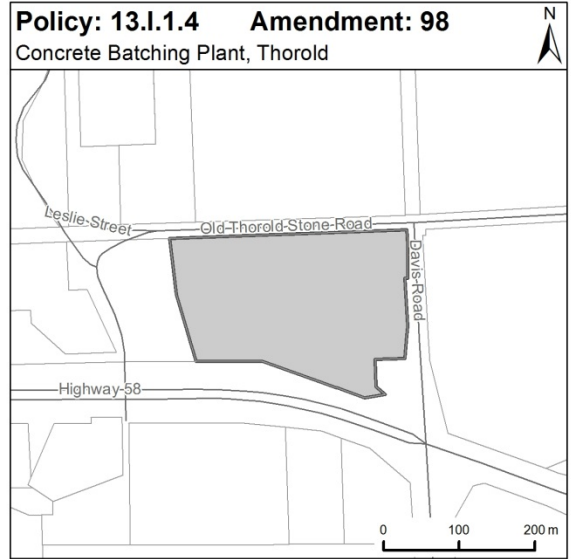 Policy: 13.I.1.4 Amendment: 98
Concrete Batching Plant, Thorold
N
Leslie-Street
Old-Thorold-Stone-Road
Davis-Road
Highway-58
0 100 200 m